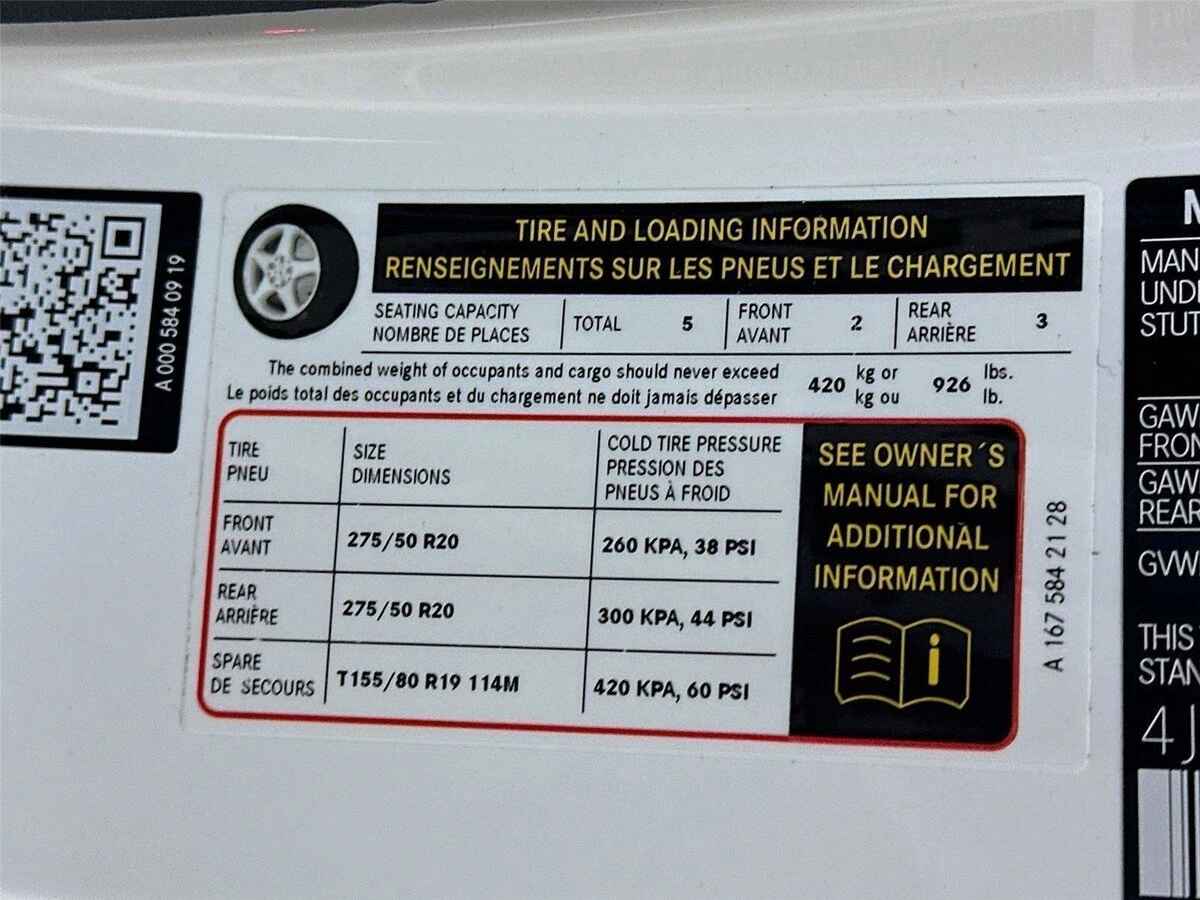 A 000 584 09 19
TIRE AND LOADING INFORMATION
RENSEIGNEMENTS SUR LES PNEUS ET LE CHARGEMENT
SEATING CAPACITY
NOMBRE DE PLACES
TOTAL 5
FRONT
AVANT
2
REAR
ARRIÈRE
3
The combined weight of occupants and cargo should never exceed
Le poids total des occupants et du chargement ne doit jamais dépasser
420 kg or
kg ou
926 lbs.
lb.
TIRE
PNEU
SIZE
DIMENSIONS
COLD TIRE PRESSURE
PRESSION DES
PNEUS À FROID
FRONT
AVANT
275/50 R20
260 KPA, 38 PSI
REAR
ARRIÈRE
275/50 R20
300 KPA, 44 PSI
SPARE
DE SECOURS
T155/80 R19 114M
420 KPA, 60 PSI
SEE OWNER´S
MANUAL FOR
ADDITIONAL
INFORMATION
A 167 584 21 28
MAN
UND
STUT
GAW
FRON
GAW
REAR
GVW
THIS
STAN
4J